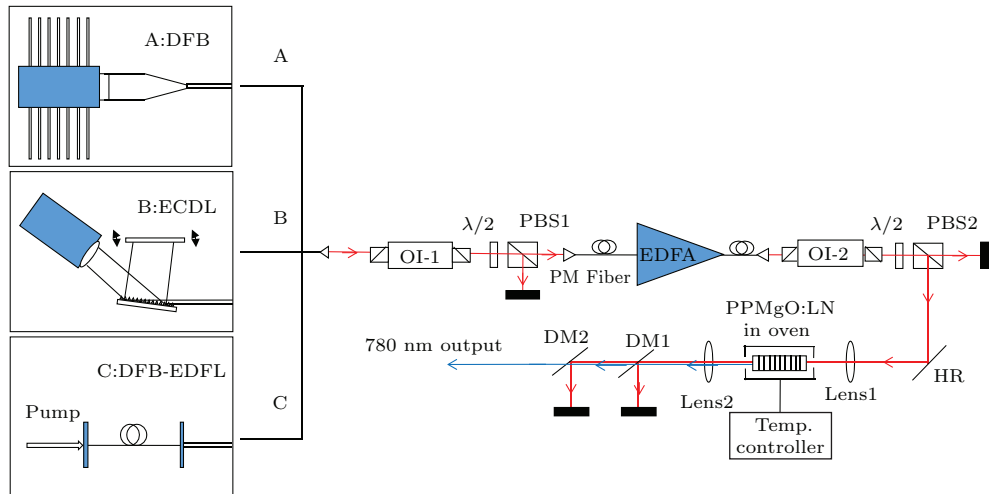 A:DFB
A
B:ECDL
B
C:DFB-EDFL
Pump
C
OI-1
λ/2
PBS1
PM Fiber
EDFA
OI-2
λ/2
PBS2
PPMgO:LN
in oven
HR
Lens1
Lens2
DM1
DM2
780 nm output
Temp.
controller